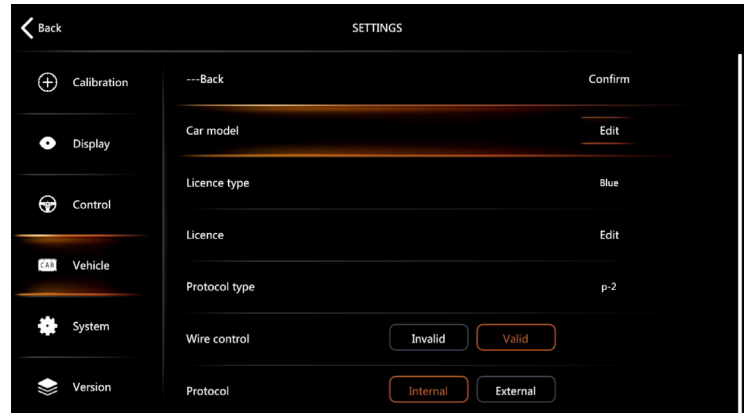 Back
SETTINGS
Calibration
Display
Control
CAR
Vehicle
System
Version
---Back
Confirm
Car model
Edit
Licence type
Blue
Licence
Edit
Protocol type
p-2
Wire control
Invalid
Valid
Protocol
Internal
External